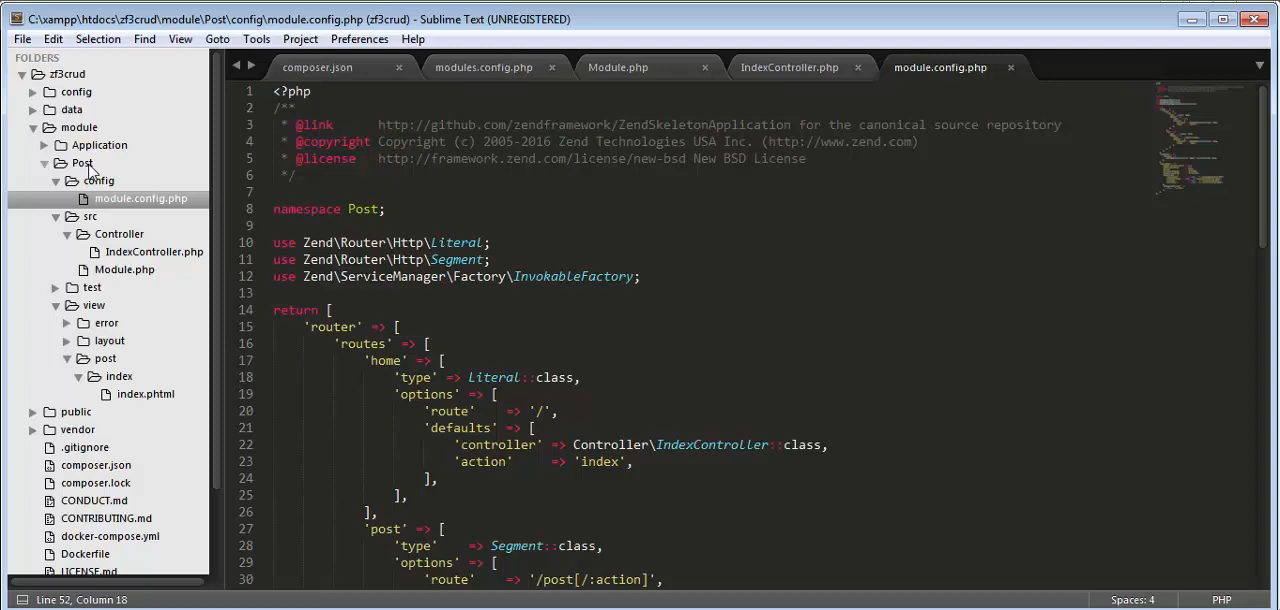 C:\xampp\htdocs\zf3crud\module\Post\config\module.config.php (zf3crud) - Sublime Text (UNREGISTERED)
File Edit Selection Find View Goto Tools Project Preferences Help
FOLDERS
zf3crud
config
data
module
Application
Post
config
module.config.php
src
Controller
IndexController.php
Module.php
test
view
error
layout
post
index
index.phtml
public
vendor
.gitignore
composer.json
composer.lock
CONDUCT.md
CONTRIBUTING.md
docker-compose.yml
Dockerfile
LICENSE.md
composer.json × modules.config.php × Module.php × IndexController.php × module.config.php ×
1 <?php
2 /**
3  * @link      http://github.com/zendframework/ZendSkeletonApplication for the canonical source repository
4  * @copyright Copyright (c) 2005-2016 Zend Technologies USA Inc. (http://www.zend.com)
5  * @license   http://framework.zend.com/license/new-bsd New BSD License
6  */
7
8 namespace Post;
9
10 use Zend\Router\Http\Literal;
11 use Zend\Router\Http\Segment;
12 use Zend\ServiceManager\Factory\InvokableFactory;
13
14 return [
15     'router' => [
16         'routes' => [
17             'home' => [
18                 'type' => Literal::class,
19                 'options' => [
20                     'route'    => '/',
21                     'defaults' => [
22                         'controller' => Controller\IndexController::class,
23                         'action'     => 'index',
24                     ],
25                 ],
26             ],
27             'post' => [
28                 'type'    => Segment::class,
29                 'options' => [
30                     'route'    => '/post[/:action]',
Line 52, Column 18
Spaces: 4
PHP